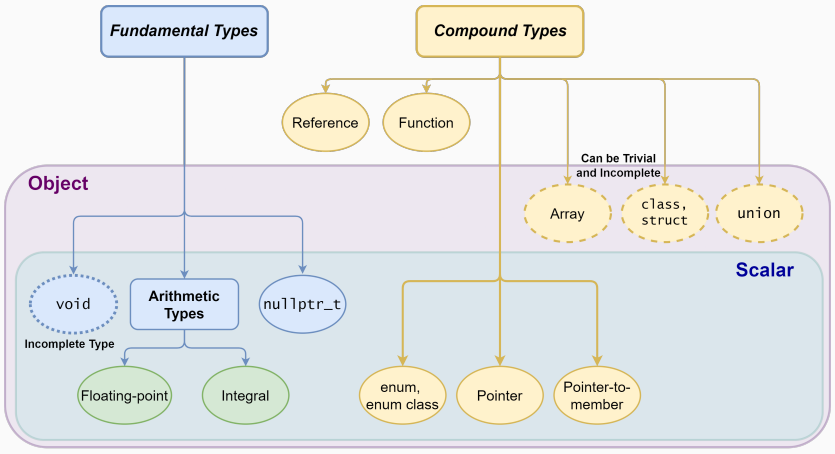 Fundamental Types
Compound Types
Reference
Function
Can be Trivial
and Incomplete
Object
Array
class,
struct
union
Scalar
void
Arithmetic
Types
nullptr_t
Incomplete Type
Floating-point
Integral
enum,
enum class
Pointer
Pointer-to-
member